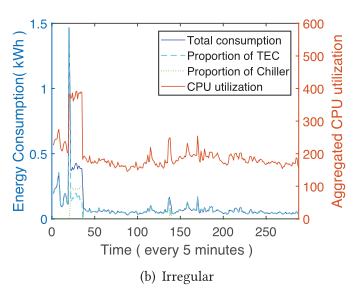 1.5
1
0.5
0
Energy Consumption( kWh )
Total consumption
Proportion of TEC
Proportion of Chiller
CPU utilization
600
500
400
300
200
100
0
Aggregated CPU utilization
0 50 100 150 200 250
Time ( every 5 minutes )
(b) Irregular